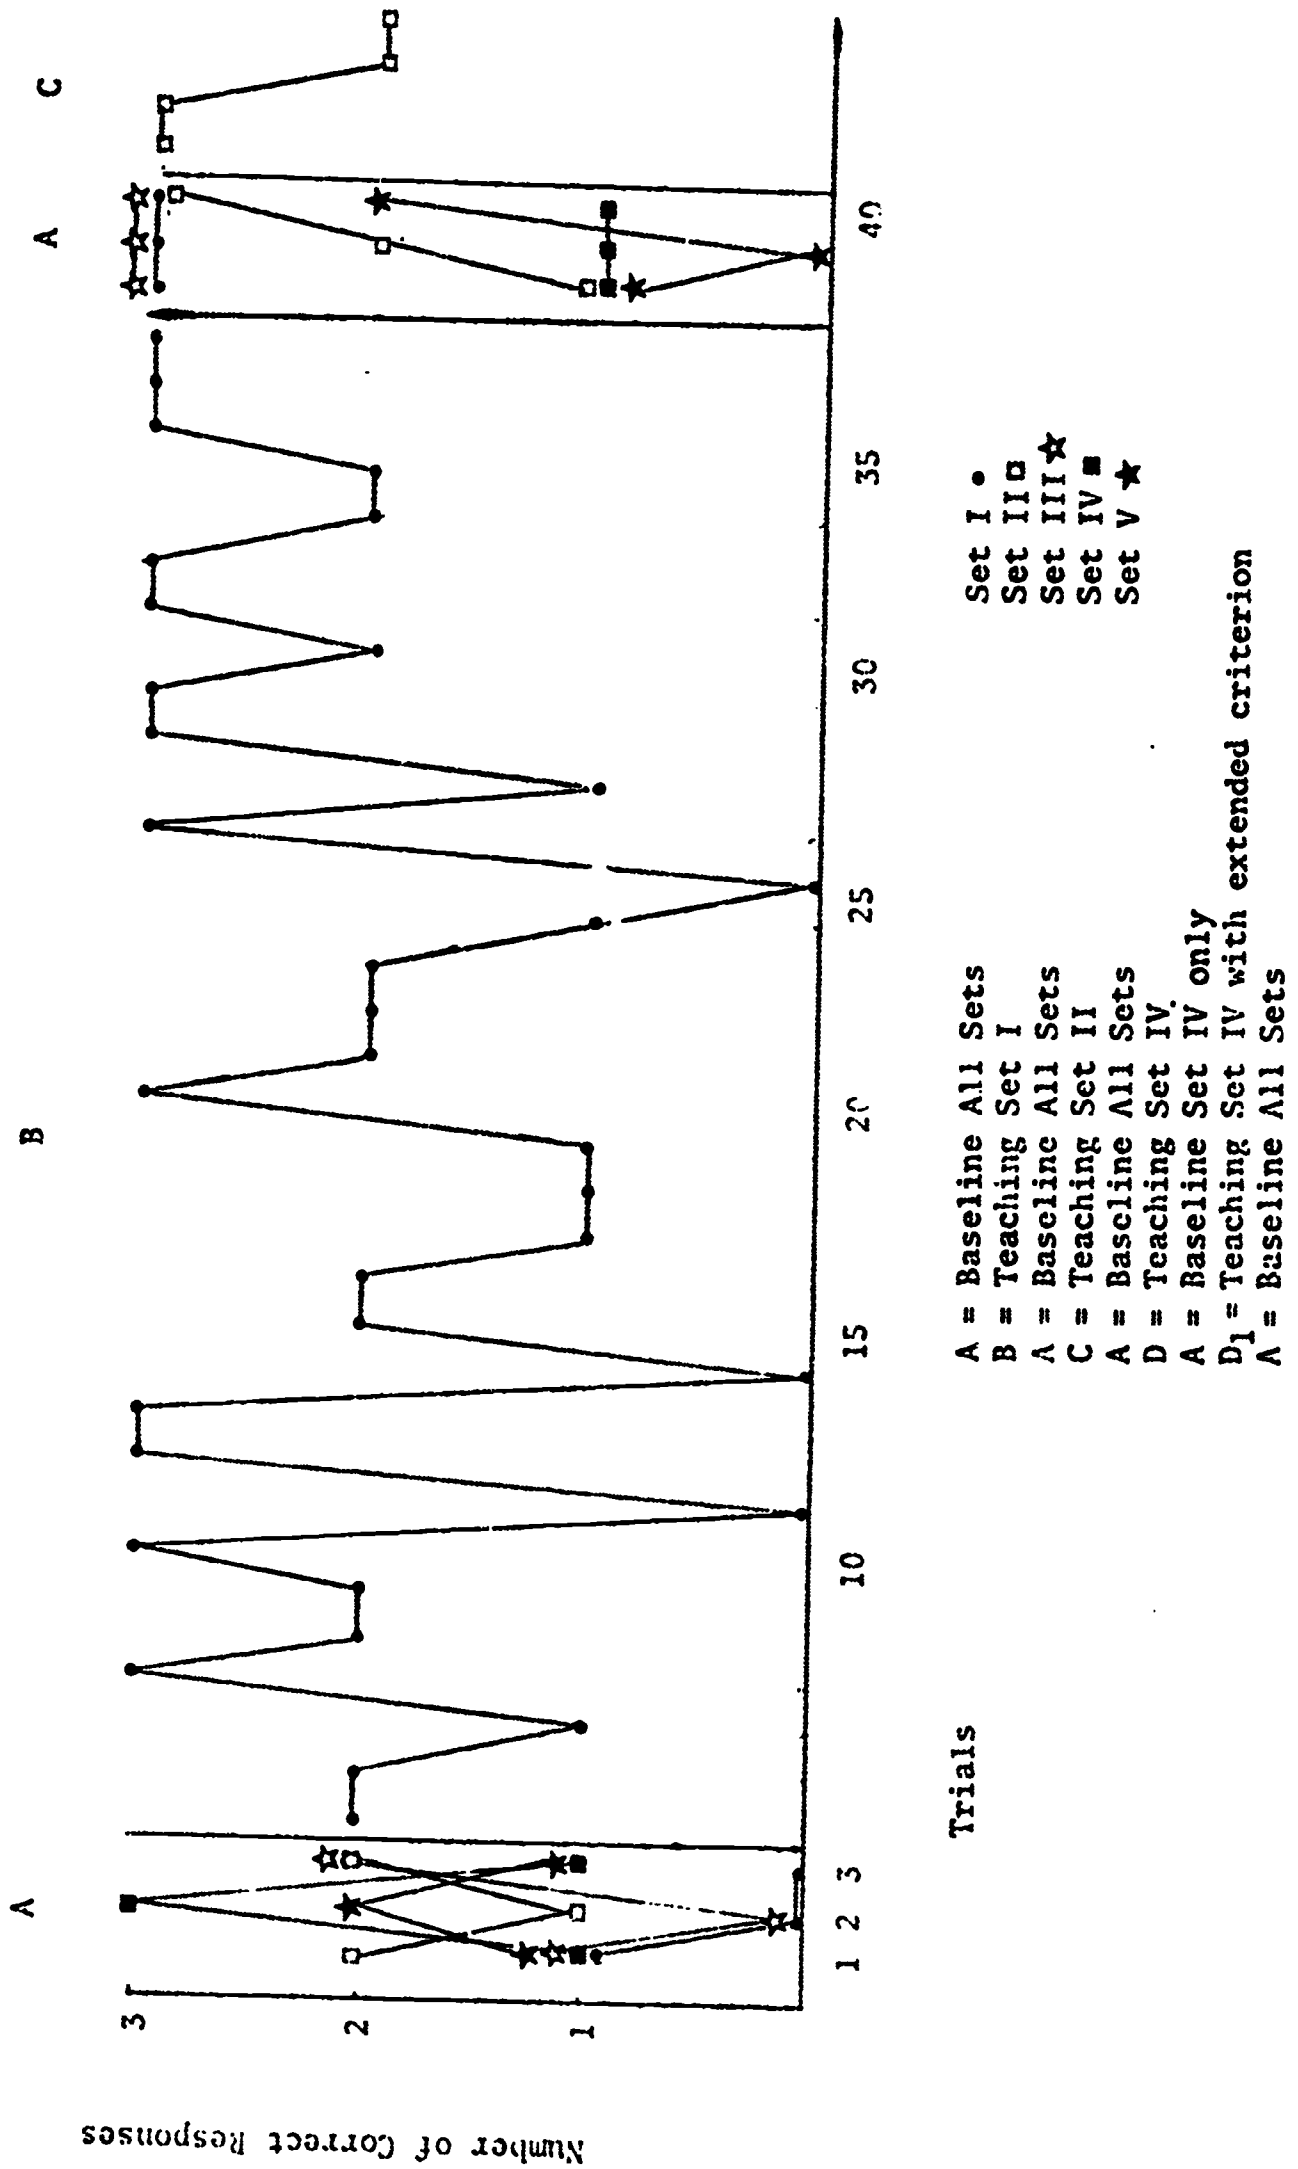 A B A C
Number of Correct Responses
3
2
1
1 2 3 10 15 20 25 30 35 40
Trials
A = Baseline All Sets
B = Teaching Set I
A = Baseline All Sets
C = Teaching Set II
A = Baseline All Sets
D = Teaching Set IV
A = Baseline Set IV only
D1 = Teaching Set IV with extended criterion
A = Baseline All Sets
Set I
Set II
Set III
Set IV
Set V